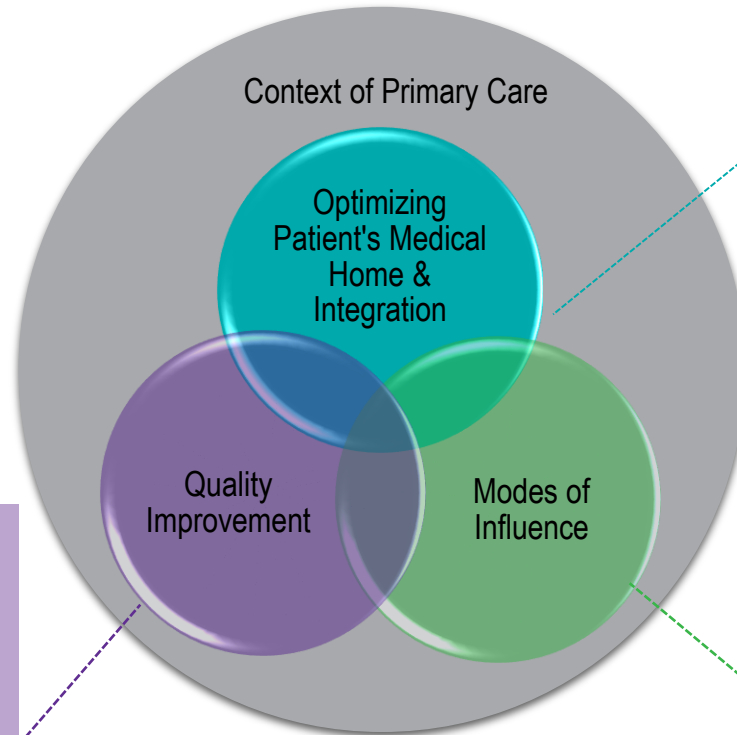 Context of Primary Care
Optimizing
Patient's Medical
Home &
Integration
Quality
Improvement
Modes of
Influence